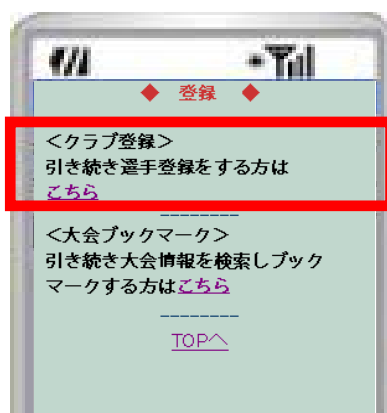 ◆ 登録 ◆
<クラブ登録>
引き続き選手登録をする方は
こちら
--------
<大会ブックマーク>
引き続き大会情報を検索しブック
マークする方はこちら
--------
TOPへ